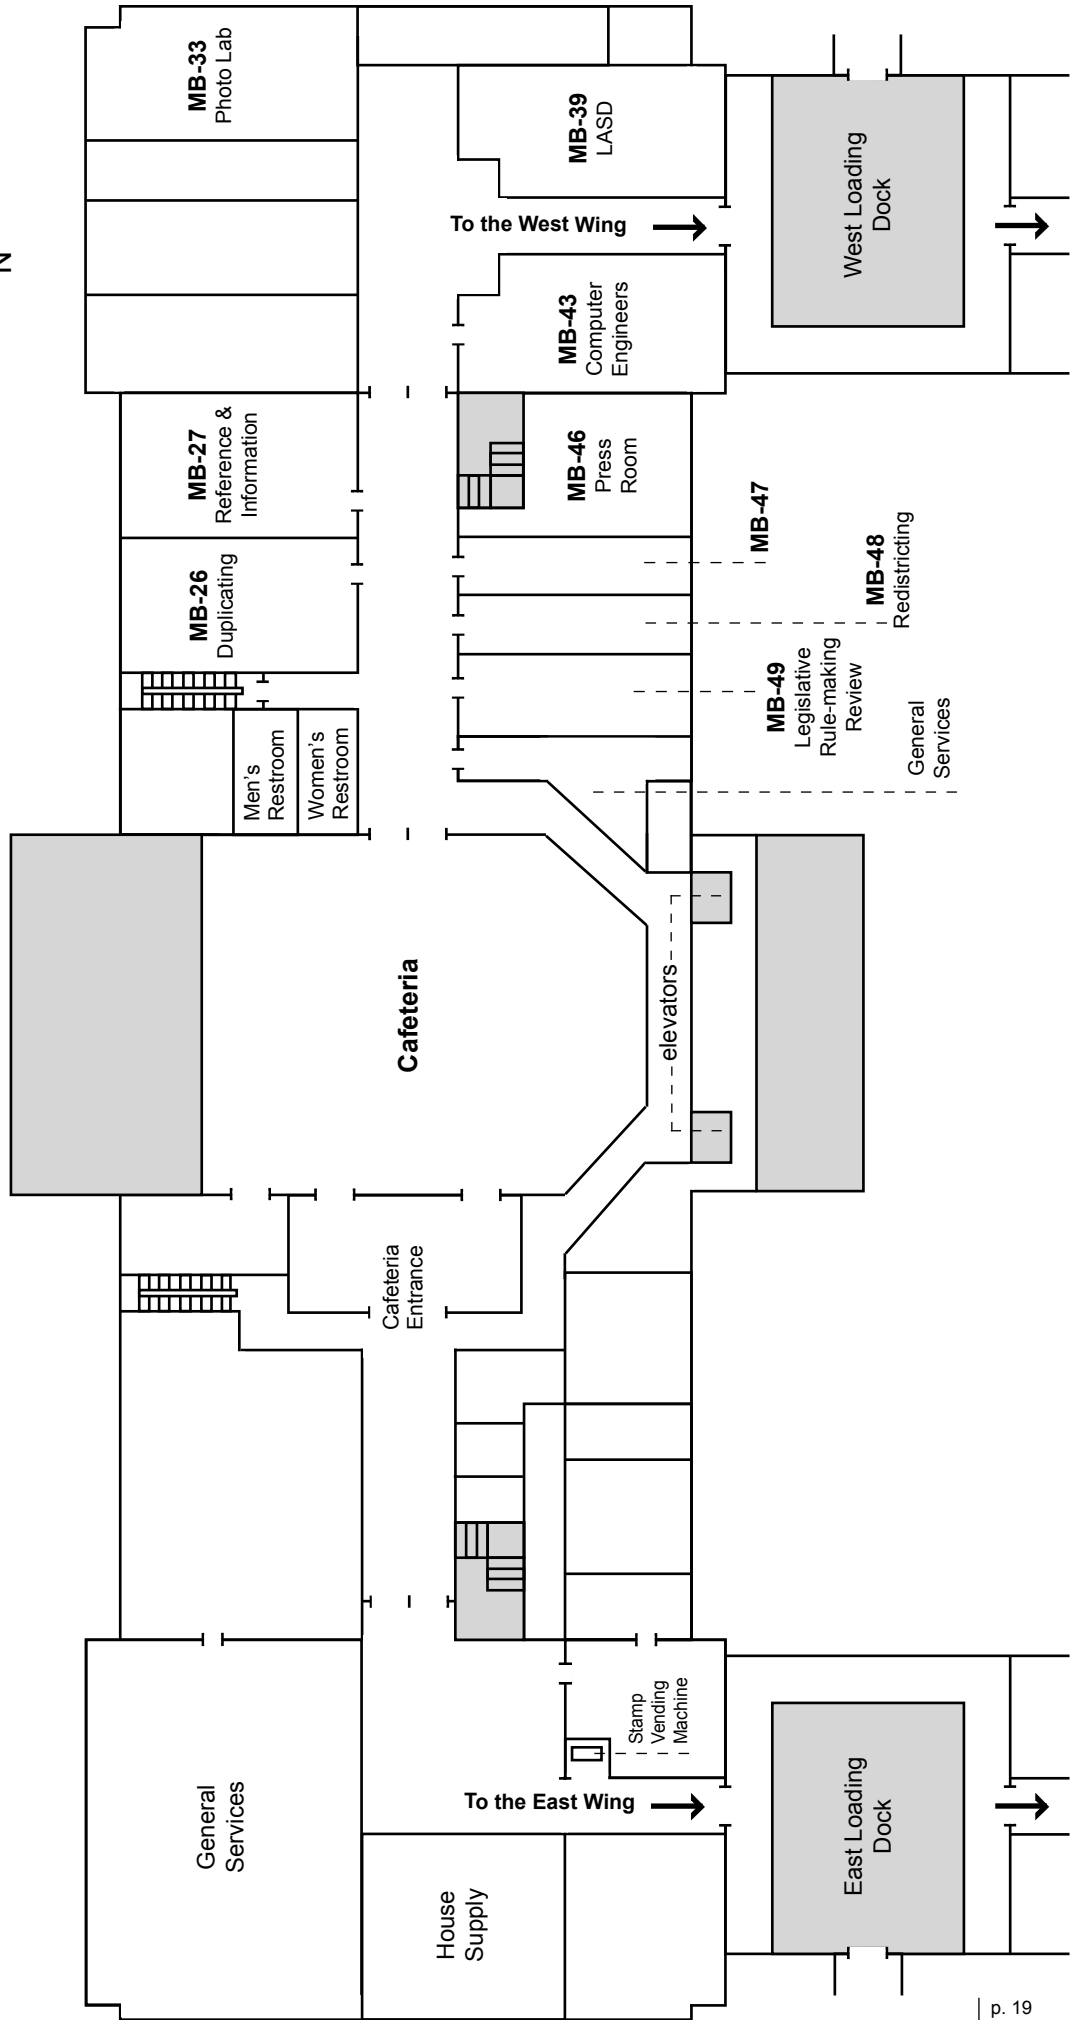 N
MB-33
Photo Lab
MB-39
LASD
West Loading
Dock
To the West Wing
MB-43
Computer
Engineers
MB-27
Reference &
Information
MB-46
Press
Room
MB-47
MB-26
Duplicating
MB-48
Redistricting
MB-49
Legislative
Rule-making
Review
General
Services
Men's
Restroom
Women's
Restroom
Cafeteria
elevators
Cafeteria
Entrance
Stamp
Vending
Machine
To the East Wing
General
Services
House
Supply
East Loading
Dock
p. 19